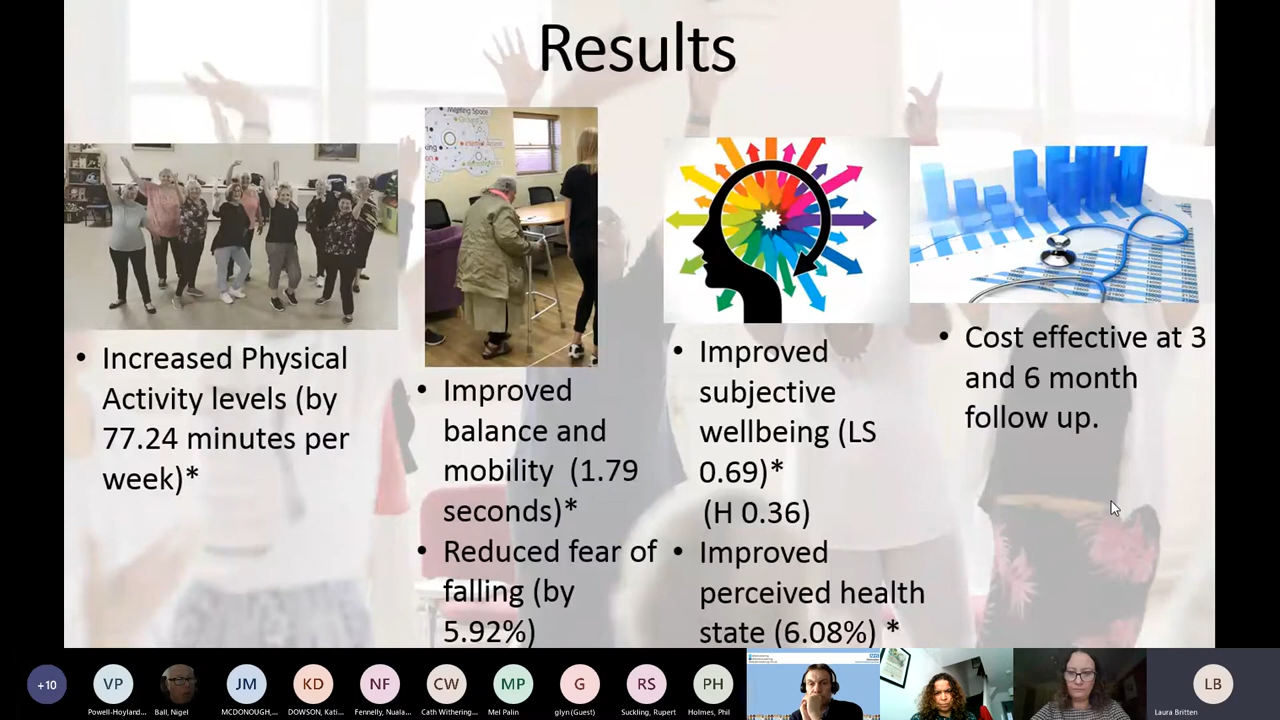 Results
• Increased Physical
Activity levels (by
77.24 minutes per
week)*
• Improved
balance and
mobility (1.79
seconds)*
• Reduced fear of
falling (by
5.92%)
• Improved
subjective
wellbeing (LS
0.69)*
(H 0.36)
• Improved
perceived health
state (6.08%) *
• Cost effective at 3
and 6 month
follow up.
Meeting Space
+10
VP
JM
KD
NF
CW
MP
G
RS
PH
LB
Powell-Hoyland...
Ball, Nigel
MCDONOUGH,...
DOWSON, Kati...
Fennelly, Nuala...
Cath Withering...
Mel Palin
glyn (Guest)
Suckling, Rupert
Holmes, Phil
Laura Britten